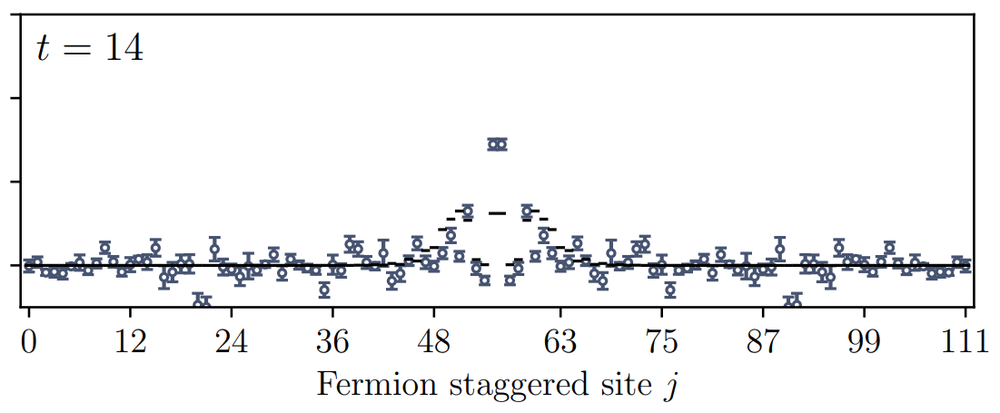 t = 14
0 12 24 36 48 63 75 87 99 111
Fermion staggered site j